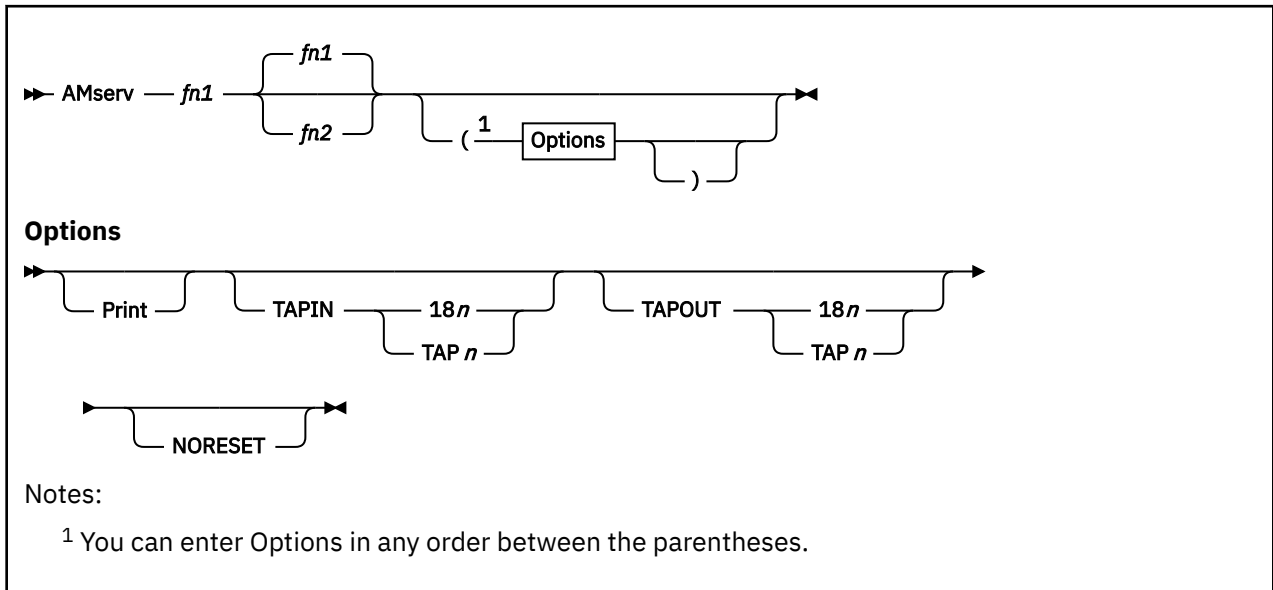 fn1
AMserv fn1
fn2
( 1 Options
)
Options
Print TAPIN 18n TAPOUT 18n
TAP n TAP n
NORESET
Notes:
1 You can enter Options in any order between the parentheses.